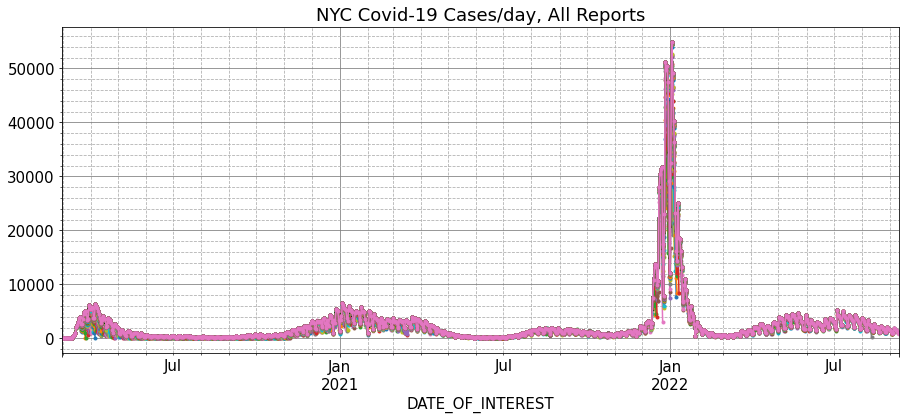 NYC Covid-19 Cases/day, All Reports
50000
40000
30000
20000
10000
0
Jul Jan Jul Jan Jul
2021 2022
DATE_OF_INTEREST